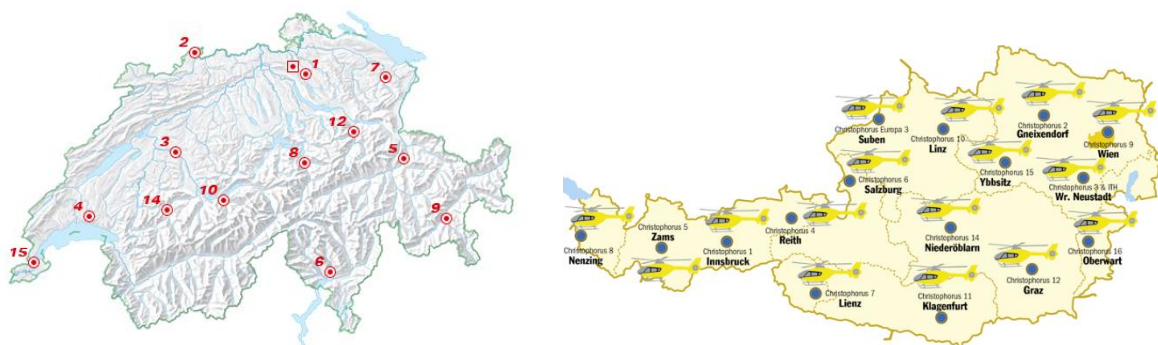 1
2
3
4
5
6
7
8
9
10
12
14
15
Christophorus Europa 3
Suben
Christophorus 10
Linz
Christophorus 2
Gneixendorf
Christophorus 9
Wien
Christophorus 6
Salzburg
Christophorus 15
Ybbsitz
Christophorus 3 & ITH
Wr. Neustadt
Christophorus 8
Nenzing
Christophorus 5
Zams
Christophorus 1
Innsbruck
Christophorus 4
Reith
Christophorus 14
Niederöblarn
Christophorus 16
Oberwart
Christophorus 7
Lienz
Christophorus 11
Klagenfurt
Christophorus 12
Graz